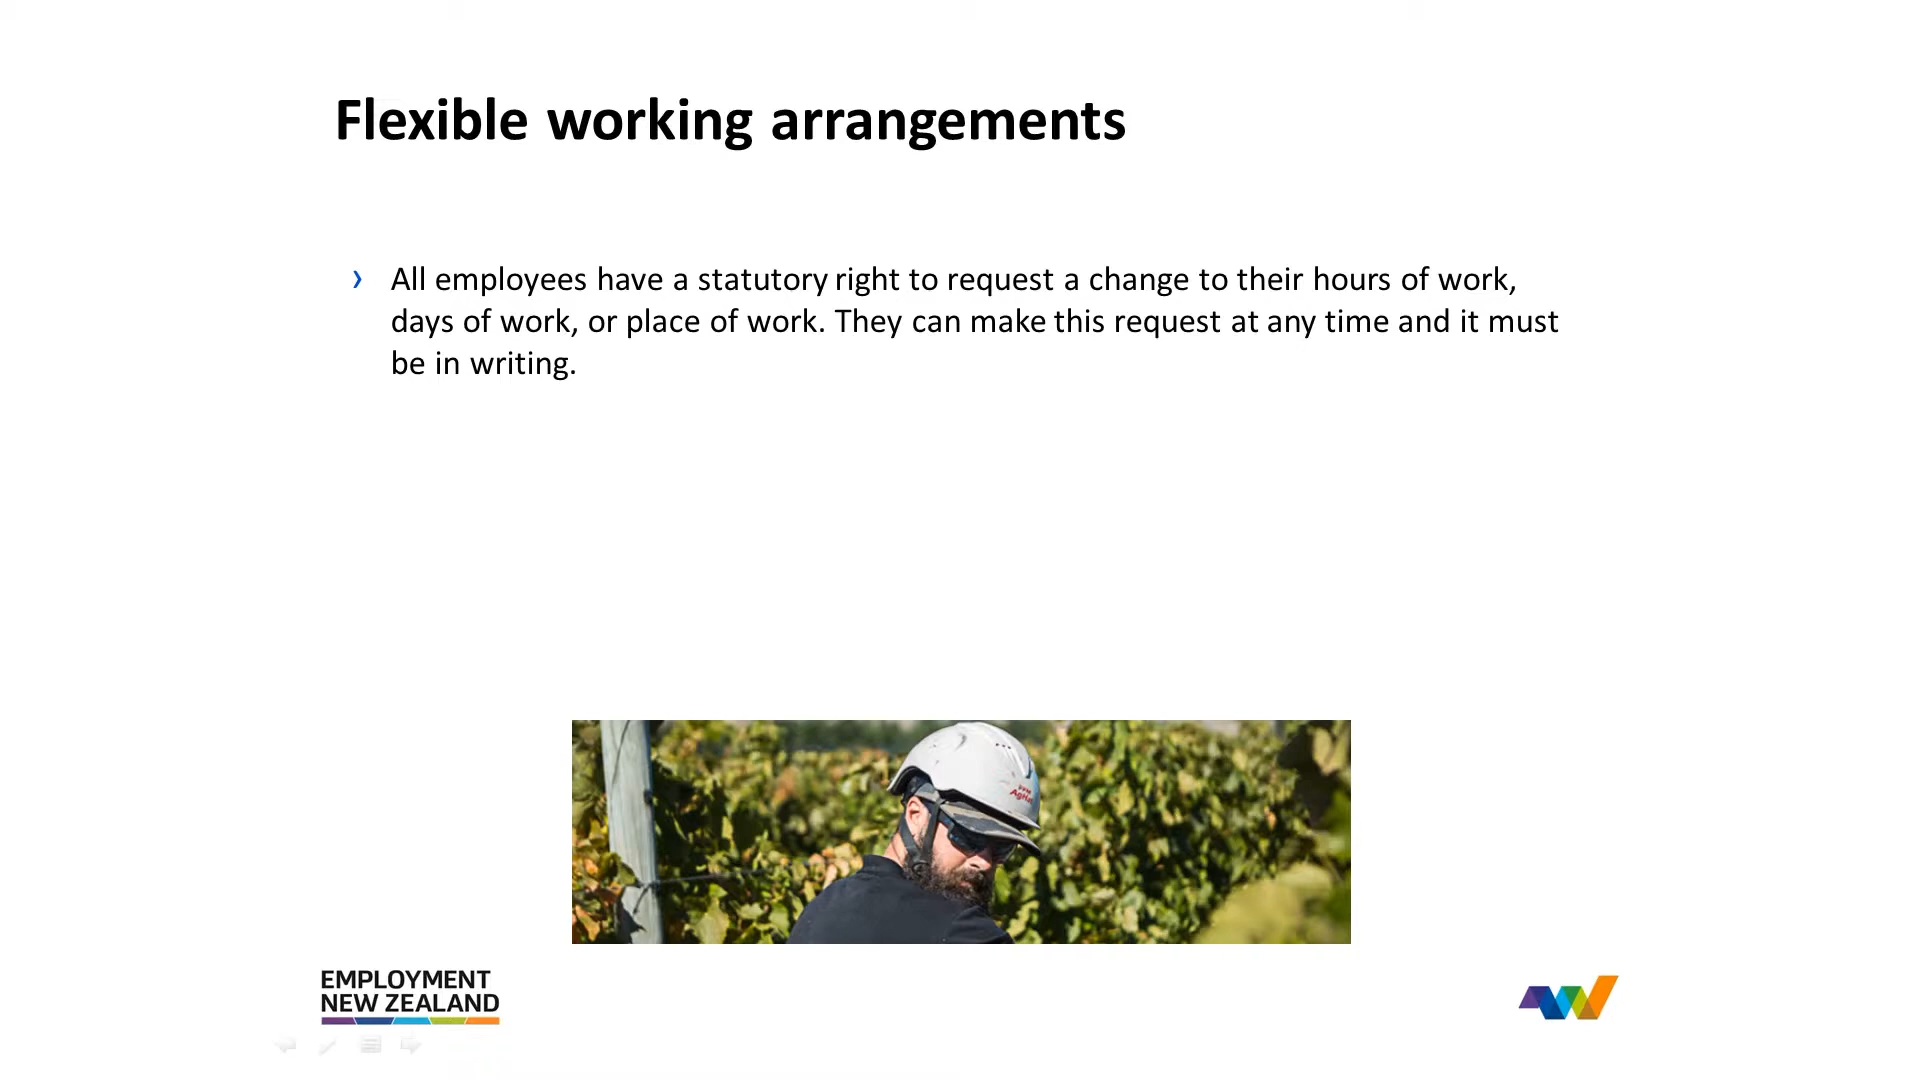 Flexible working arrangements
› All employees have a statutory right to request a change to their hours of work,
days of work, or place of work. They can make this request at any time and it must
be in writing.
AgHat
EMPLOYMENT
NEW ZEALAND